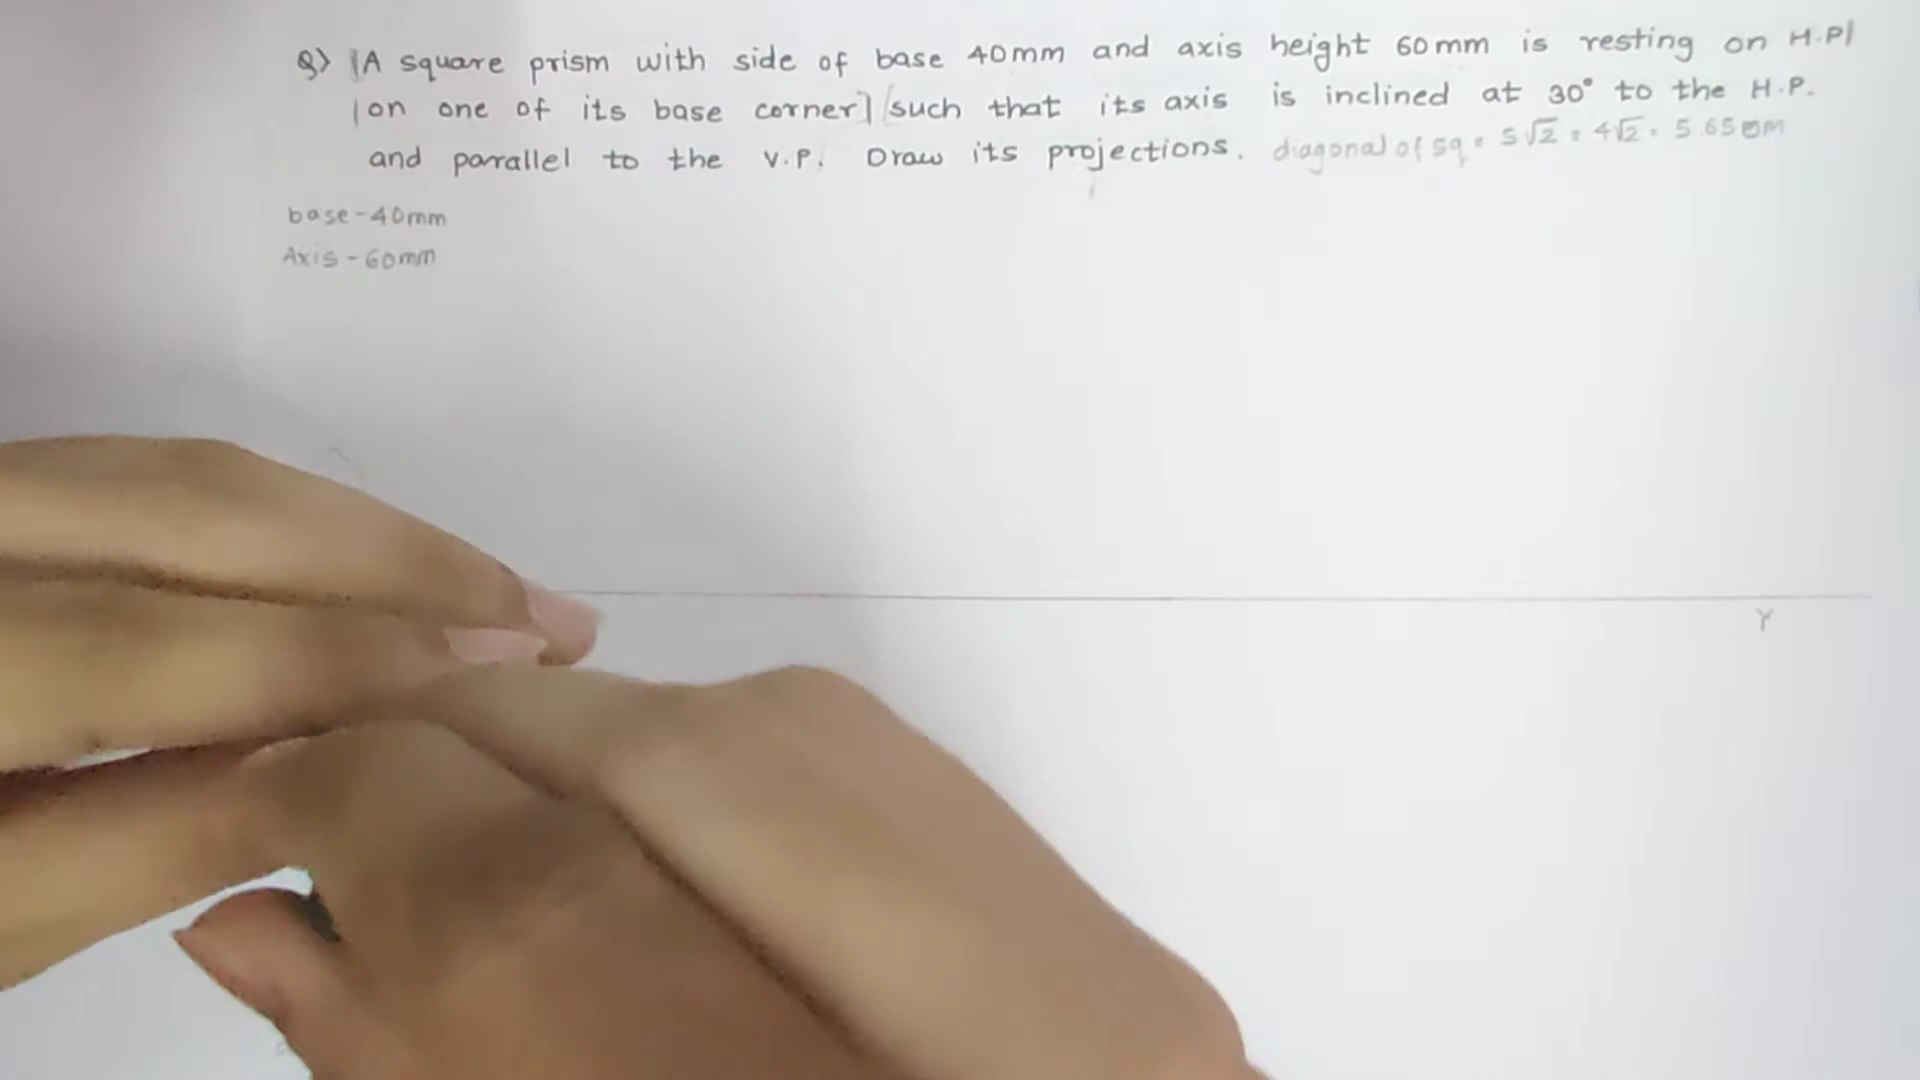 Q) A square prism with side of base 40mm and axis height 60mm is resting on H.P
on one of its base corner] such that its axis is inclined at 30° to the H.P.
and parallel to the V.P. Draw its projections. diagonal of sq = S√2 = 4√2 = 5.65cm
base-40mm
Axis-60mm
Y